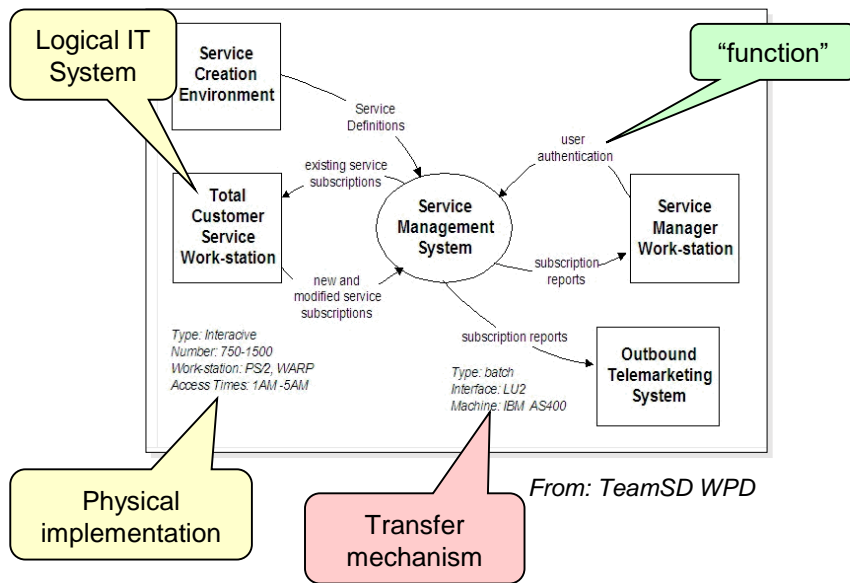 Logical IT
System
Service
Creation
Environment
"function"
Service
Definitions
user
authentication
existing service
subscriptions
Total
Customer
Service
Work-station
Service
Management
System
Service
Manager
Work-station
subscription
reports
new and
modified service
subscriptions
subscription reports
Type: Interacive
Number: 750-1500
Work-station: PS/2, WARP
Access Times: 1AM -5AM
Type: batch
Interface: LU2
Machine: IBM AS400
Outbound
Telemarketing
System
Physical
implementation
Transfer
mechanism
From: TeamSD WPD